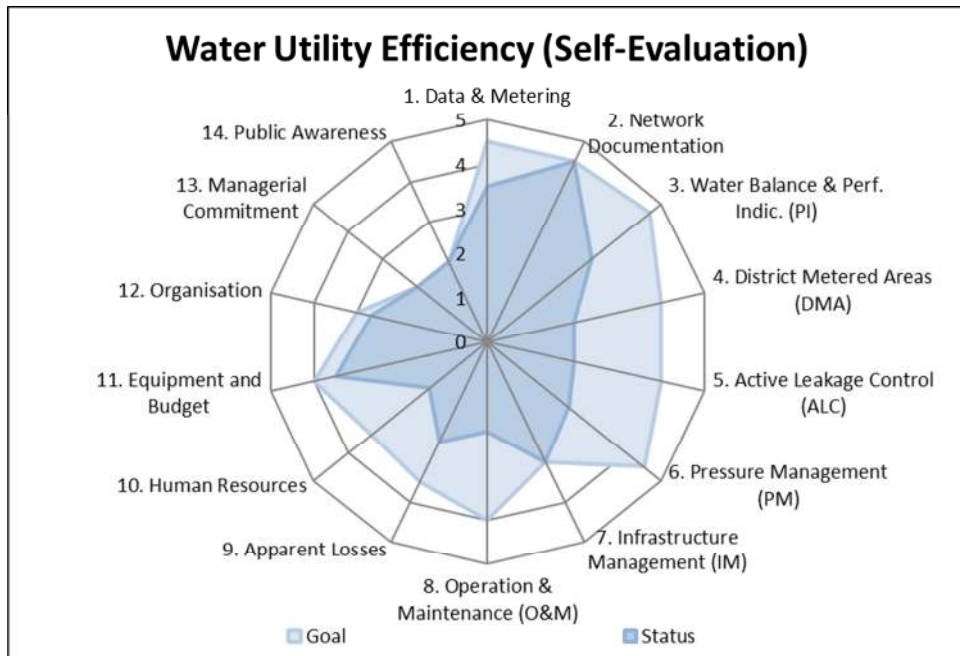 Water Utility Efficiency (Self-Evaluation)
1. Data & Metering
2. Network
Documentation
3. Water Balance & Perf.
Indic. (PI)
4. District Metered Areas
(DMA)
5. Active Leakage Control
(ALC)
6. Pressure Management
(PM)
7. Infrastructure
Management (IM)
8. Operation &
Maintenance (O&M)
9. Apparent Losses
10. Human Resources
11. Equipment and
Budget
12. Organisation
13. Managerial
Commitment
14. Public Awareness
5
4
3
2
1
0
Goal
Status